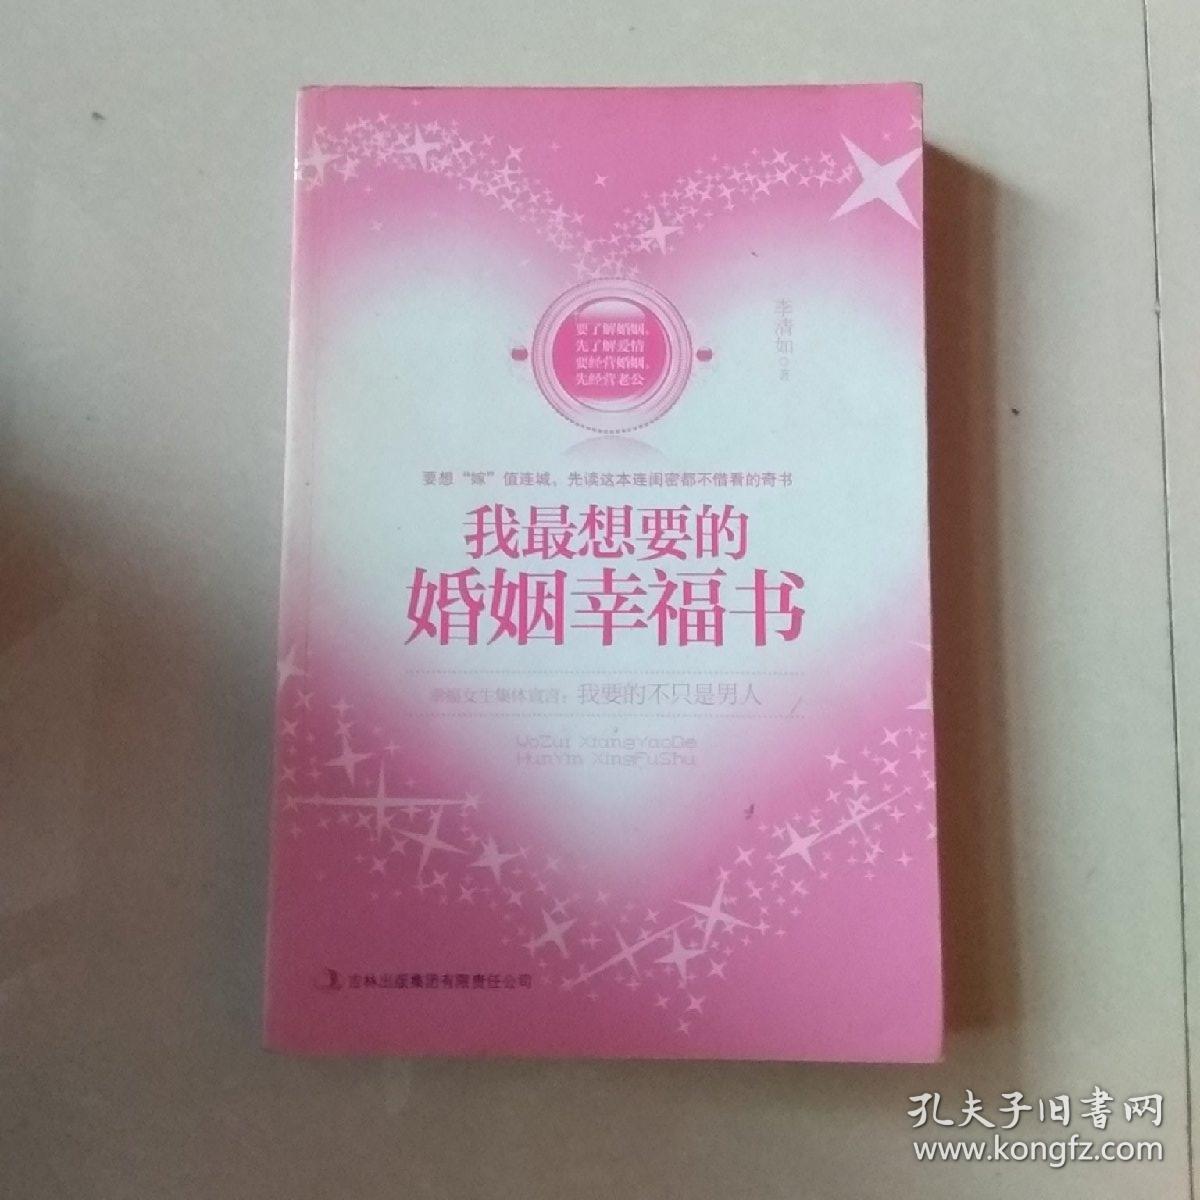 要了解婚姻,
先了解爱情
要经营婚姻,
先经营老公
李清如◎著
要想“嫁”值连城，先读这本连闺密都不借看的奇书
我最想要的
婚姻幸福书
幸福女生集体宣言：我要的不只是男人
WoZui XiangYaoDe
HunYin XingFuShu
吉林出版集团有限责任公司
孔夫子旧书网
www.kongfz.com